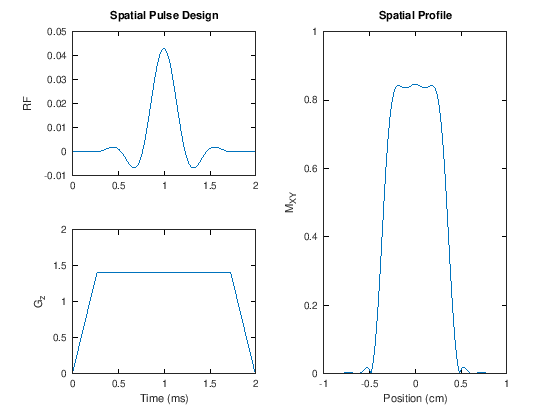 Spatial Pulse Design
0.05
0.04
0.03
0.02
0.01
0
-0.01
RF
0 0.5 1 1.5 2
2
1.5
1
0.5
0
Gz
0 0.5 1 1.5 2
Time (ms)
Spatial Profile
1
0.8
0.6
0.4
0.2
0
MXY
-1 -0.5 0 0.5 1
Position (cm)